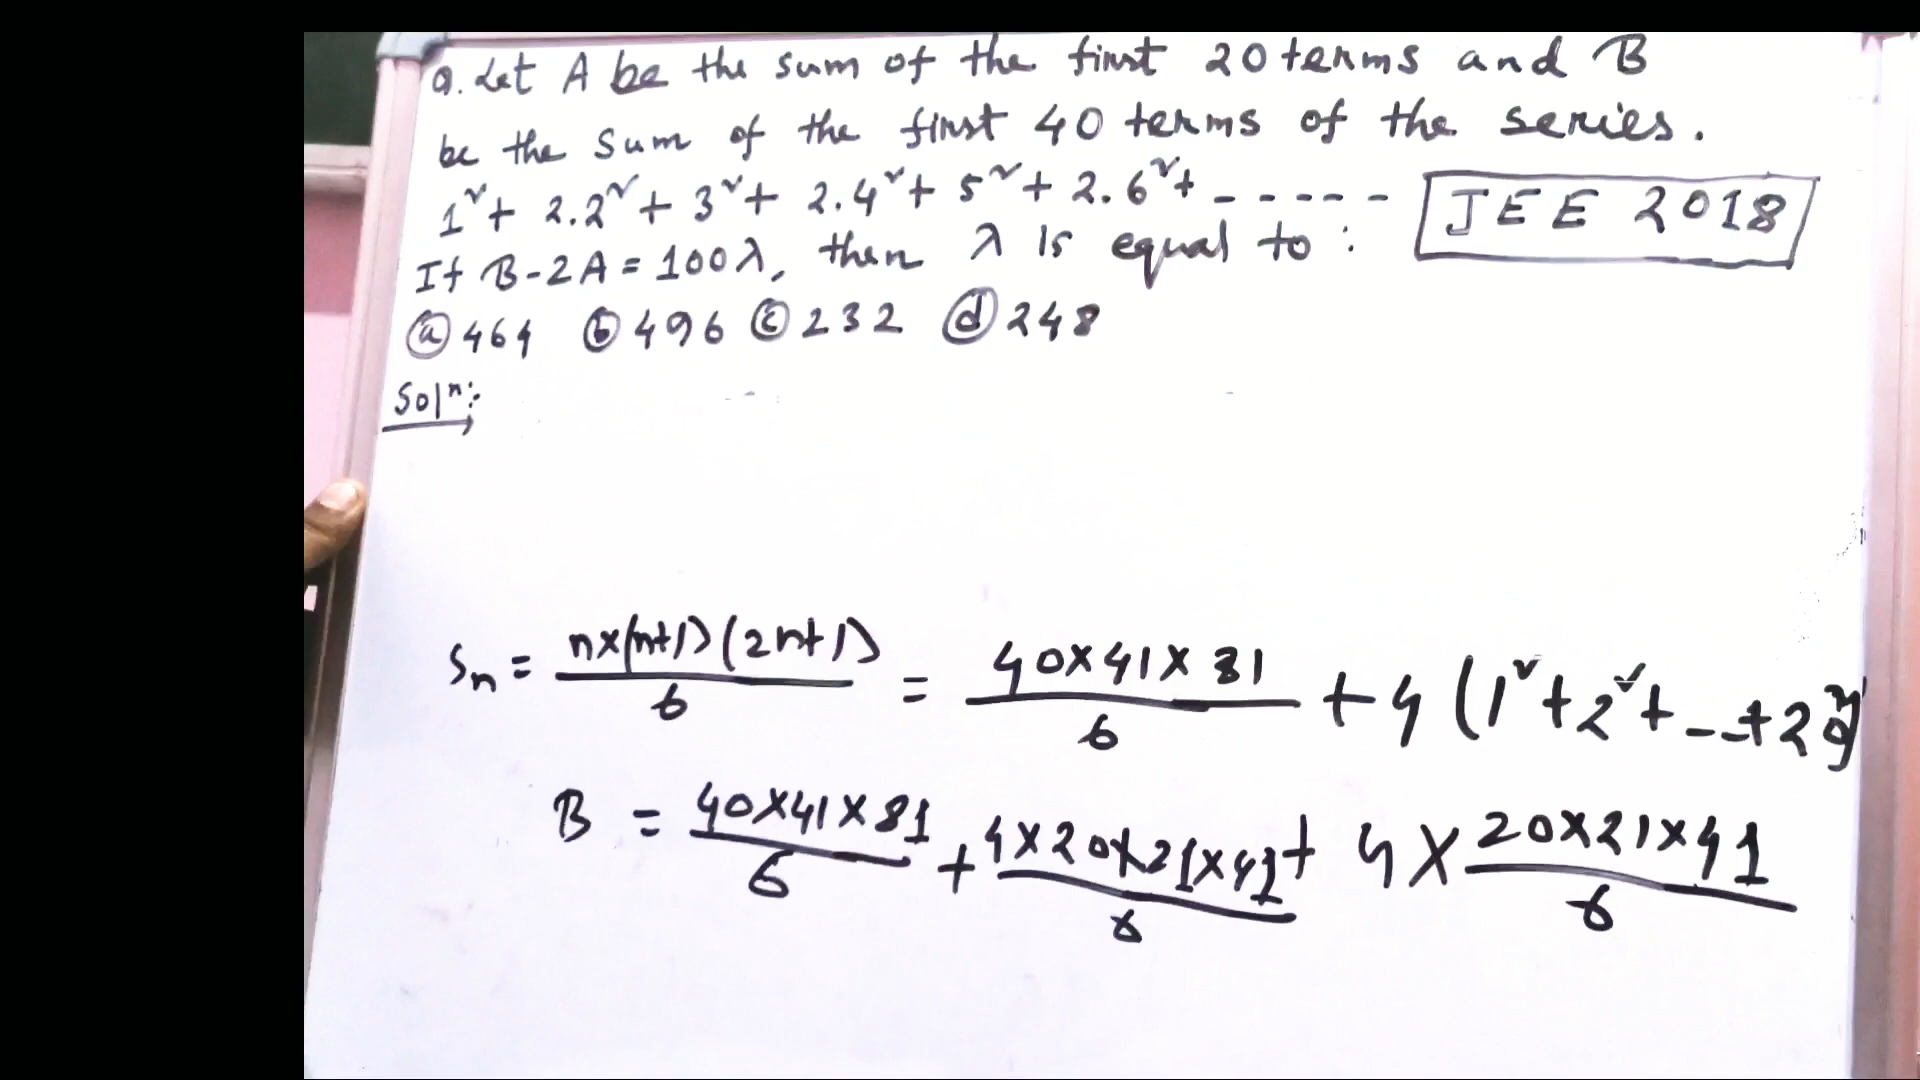 Q. Let A be the sum of the first 20 terms and B
be the sum of the first 40 terms of the series.
1² + 2.2² + 3² + 2.4² + 5² + 2.6² + - - - - -
JEE 2018
If B-2A = 100λ, then λ is equal to :
(a) 464 (b) 496 (c) 232 (d) 248
Solⁿ:
Sn = n×(n+1)(2n+1)/6 = 40×41×81/6 + 4(1²+2²+--+20²)
B = 40×41×81/6 + 4×20×21×41/6 + 4×20×21×41/6